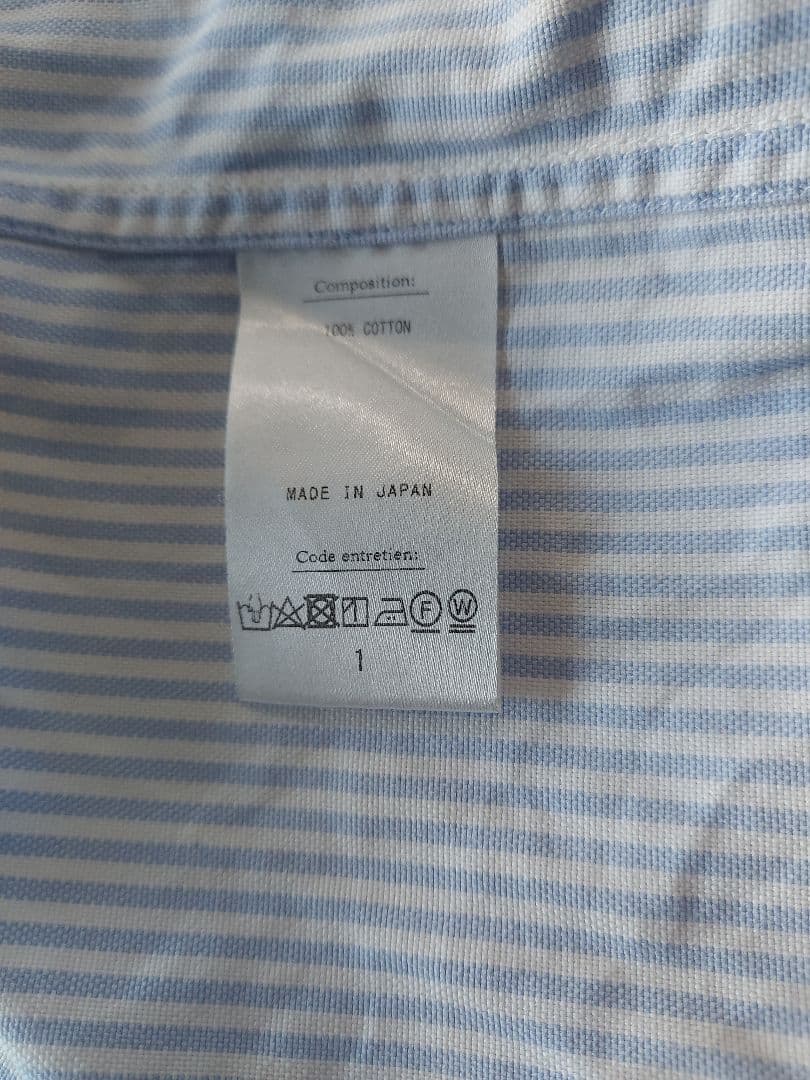 Composition:
100% COTTON
MADE IN JAPAN
Code entretien:
F W
1